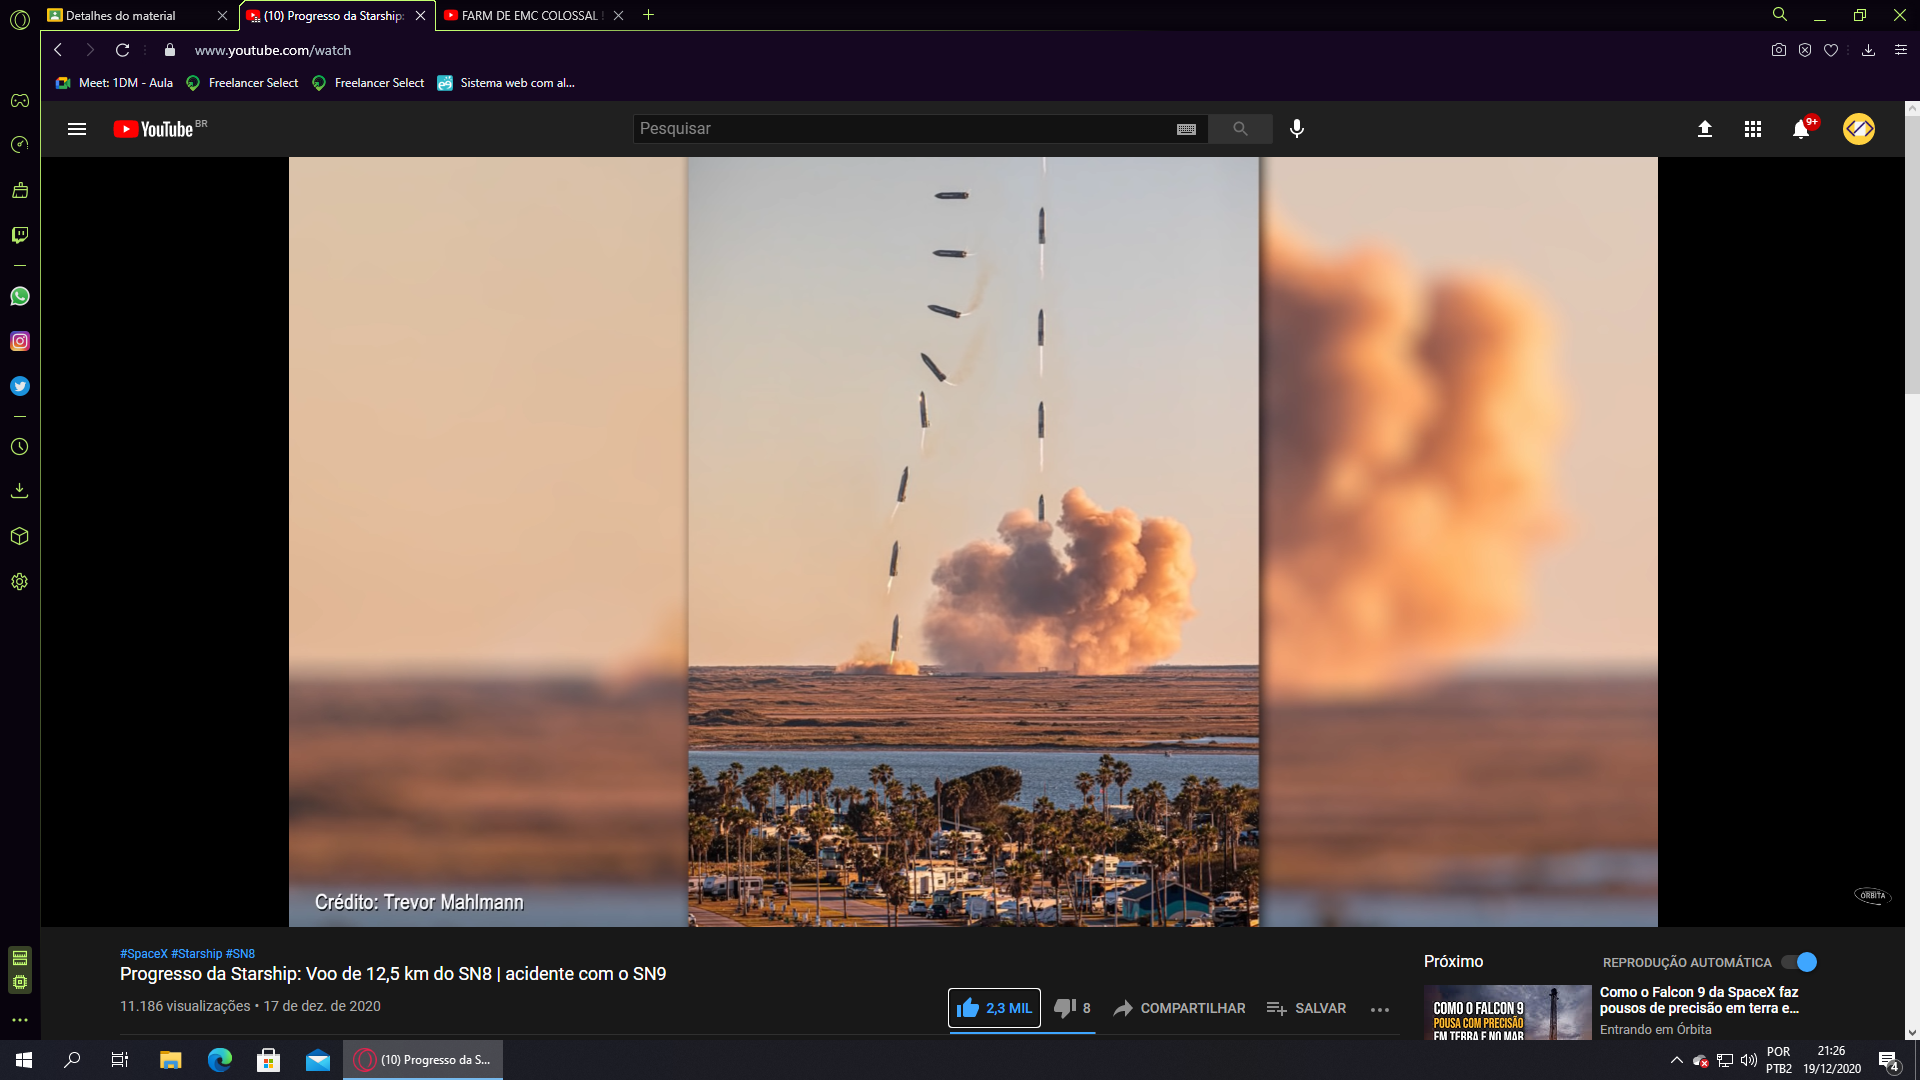 Detalhes do material
(10) Progresso da Starship:
FARM DE EMC COLOSSAL
www.youtube.com/watch
Meet: 1DM - Aula
Freelancer Select
Freelancer Select
Sistema web com al...
YouTube BR
Pesquisar
9+
Crédito: Trevor Mahlmann
ÓRBITA
#SpaceX #Starship #SN8
Progresso da Starship: Voo de 12,5 km do SN8 | acidente com o SN9
11.186 visualizações • 17 de dez. de 2020
2,3 MIL
8
COMPARTILHAR
SALVAR
Próximo
REPRODUÇÃO AUTOMÁTICA
COMO O FALCON 9
POUSA COM PRECISÃO
EM TERRA E NO MAR
Como o Falcon 9 da SpaceX faz
pousos de precisão em terra e...
Entrando em Órbita
(10) Progresso da S...
POR
PTB2
21:26
19/12/2020
4